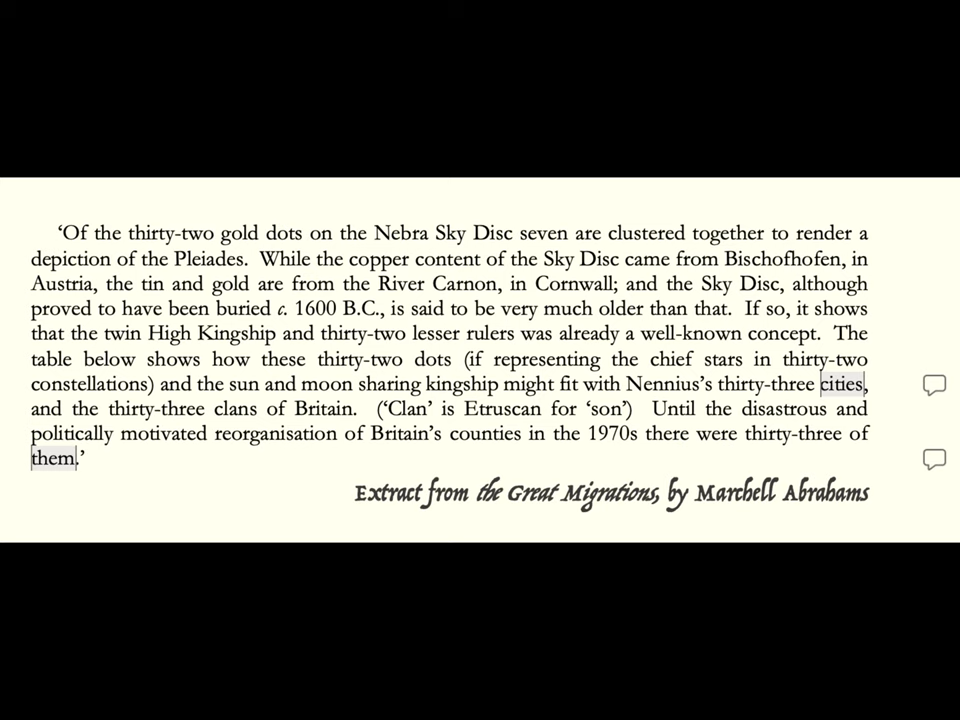 ‘Of the thirty-two gold dots on the Nebra Sky Disc seven are clustered together to render a
depiction of the Pleiades. While the copper content of the Sky Disc came from Bischofhofen, in
Austria, the tin and gold are from the River Carnon, in Cornwall; and the Sky Disc, although
proved to have been buried c. 1600 B.C., is said to be very much older than that. If so, it shows
that the twin High Kingship and thirty-two lesser rulers was already a well-known concept. The
table below shows how these thirty-two dots (if representing the chief stars in thirty-two
constellations) and the sun and moon sharing kingship might fit with Nennius’s thirty-three cities,
and the thirty-three clans of Britain. (‘Clan’ is Etruscan for ‘son’) Until the disastrous and
politically motivated reorganisation of Britain’s counties in the 1970s there were thirty-three of
them.’
Extract from the Great Migrations, by Marchell Abrahams